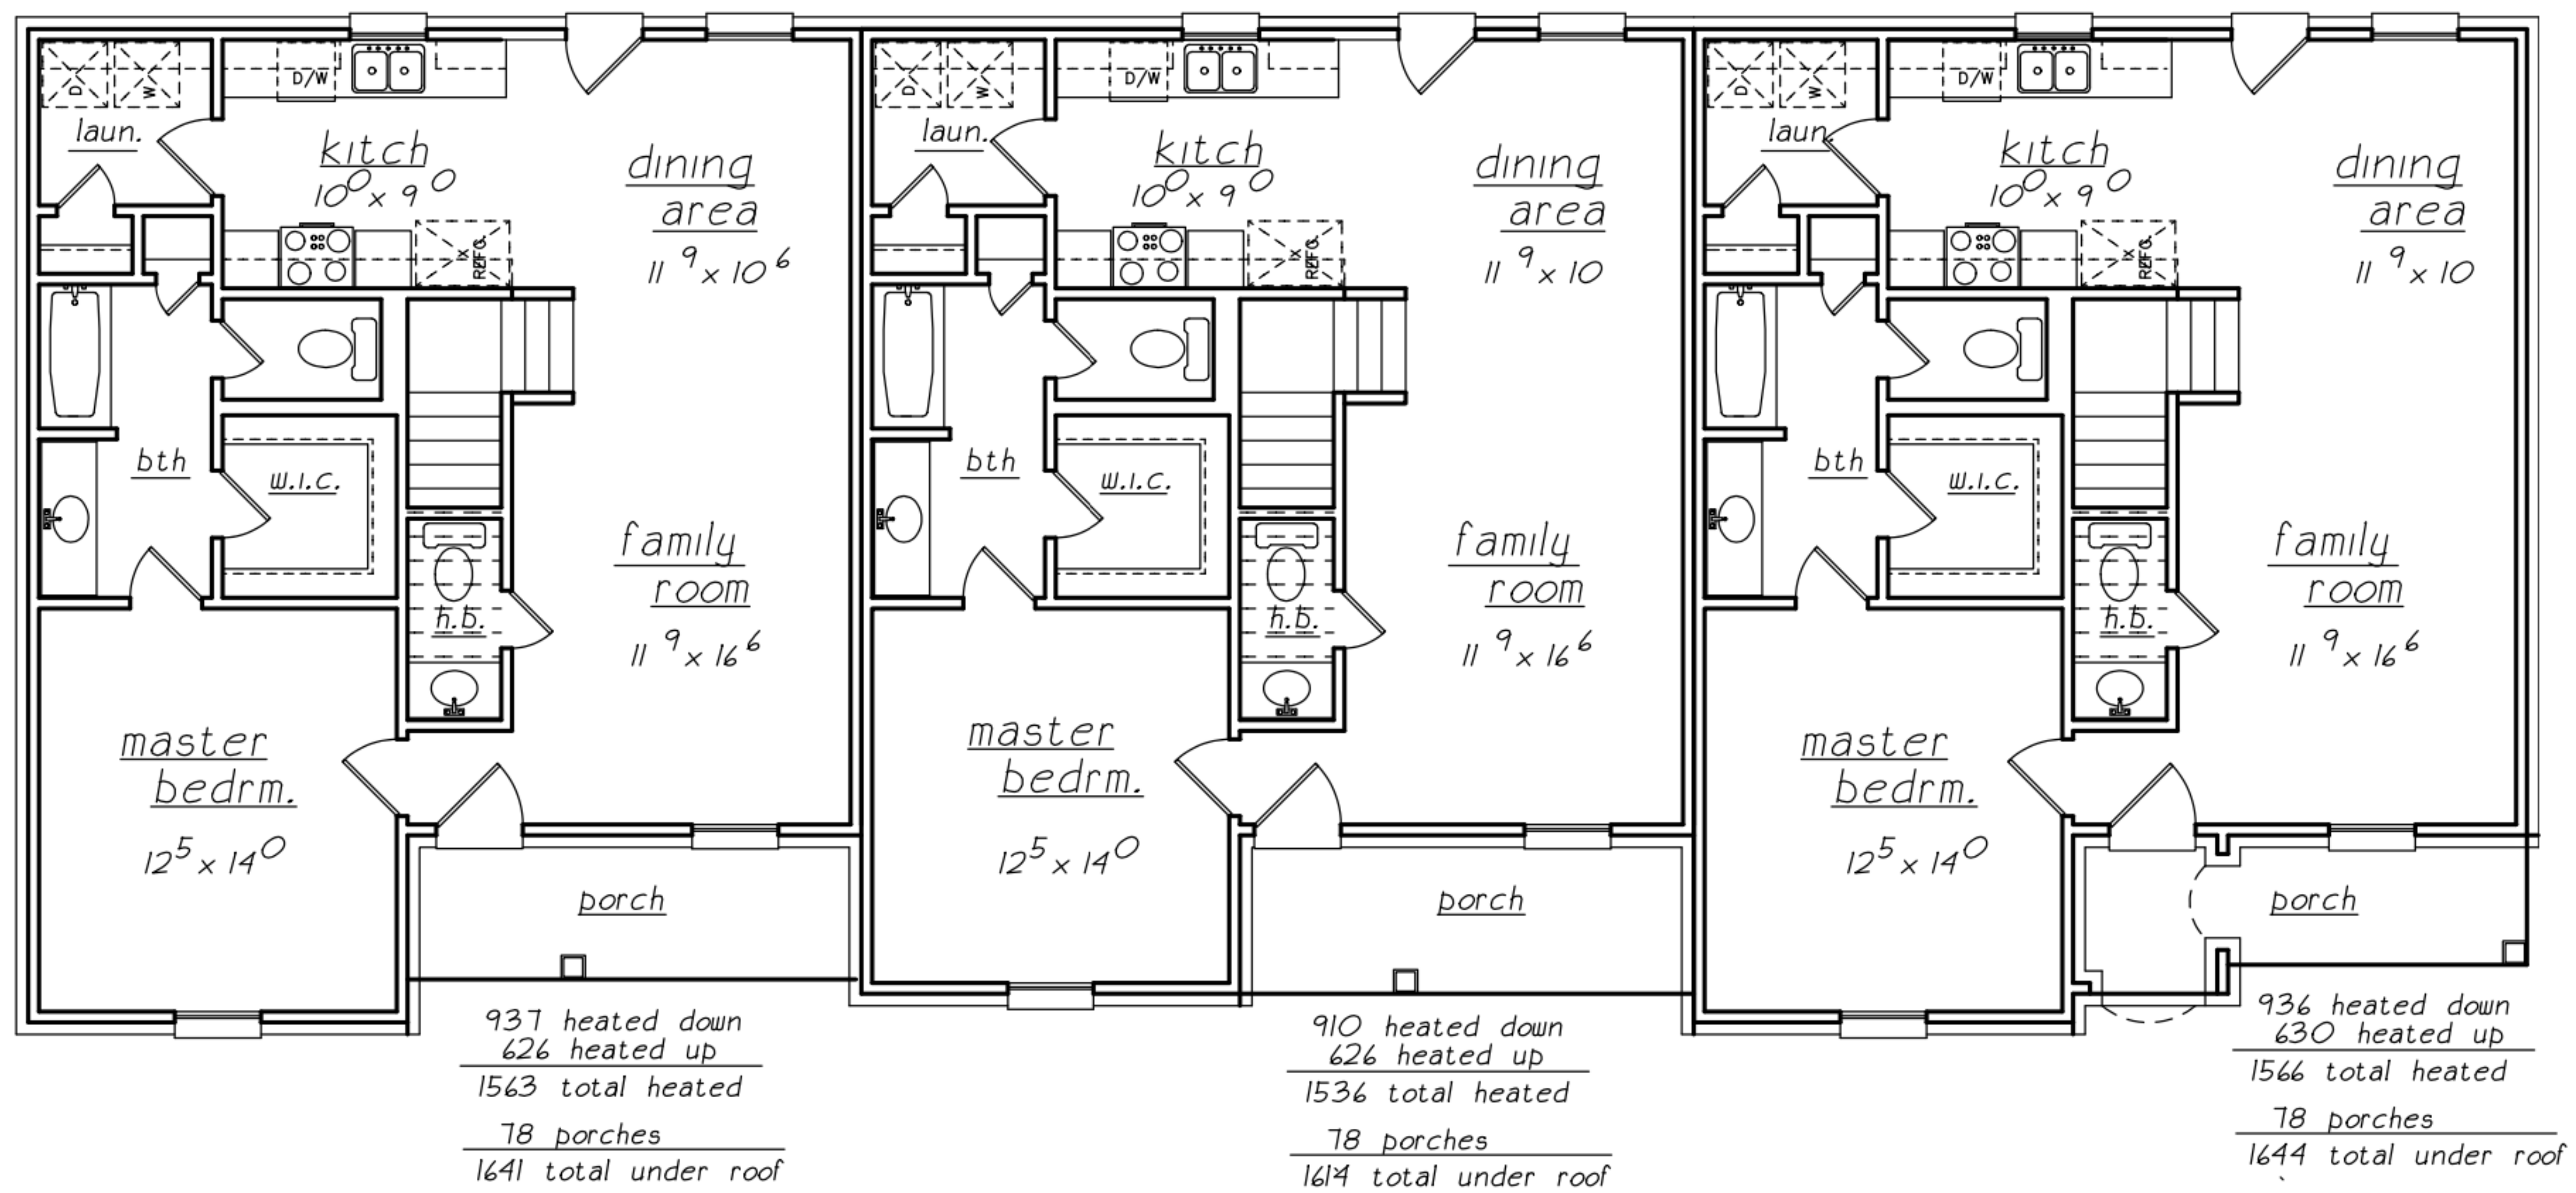 D
W
D/W
laun.
kitch
10⁰ x 9⁰
dining
area
11⁹ x 10⁶
REFG.
bth
w.i.c.
family
room
11⁹ x 16⁶
h.b.
master
bedrm.
12⁵ x 14⁰
porch
937 heated down
626 heated up
1563 total heated
78 porches
1641 total under roof
D
W
D/W
laun.
kitch
10⁰ x 9⁰
dining
area
11⁹ x 10
REFG.
bth
w.i.c.
family
room
11⁹ x 16⁶
h.b.
master
bedrm.
12⁵ x 14⁰
porch
910 heated down
626 heated up
1536 total heated
78 porches
1614 total under roof
D
W
D/W
laun.
kitch
10⁰ x 9⁰
dining
area
11⁹ x 10
REFG.
bth
w.i.c.
family
room
11⁹ x 16⁶
h.b.
master
bedrm.
12⁵ x 14⁰
porch
936 heated down
630 heated up
1566 total heated
78 porches
1644 total under roof